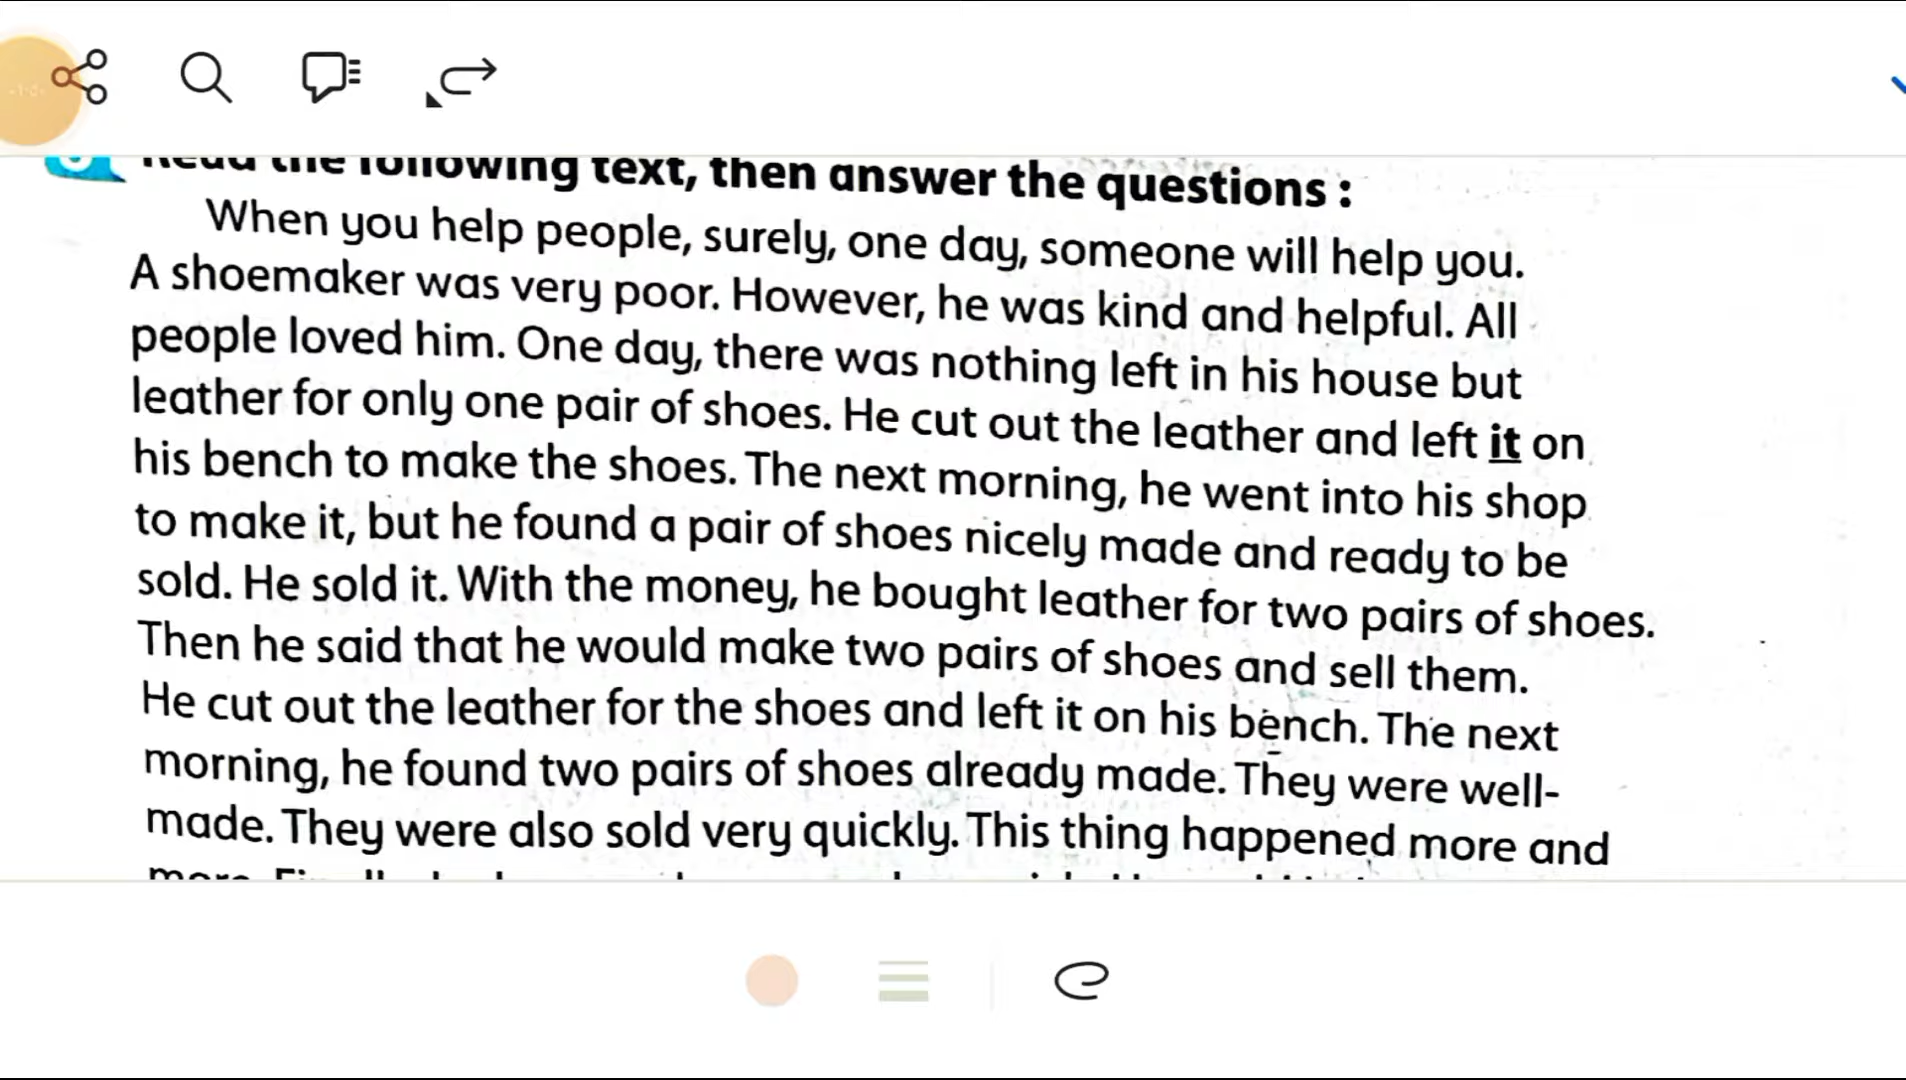 Read the following text, then answer the questions :
When you help people, surely, one day, someone will help you.
A shoemaker was very poor. However, he was kind and helpful. All
people loved him. One day, there was nothing left in his house but
leather for only one pair of shoes. He cut out the leather and left it on
his bench to make the shoes. The next morning, he went into his shop
to make it, but he found a pair of shoes nicely made and ready to be
sold. He sold it. With the money, he bought leather for two pairs of shoes.
Then he said that he would make two pairs of shoes and sell them.
He cut out the leather for the shoes and left it on his bench. The next
morning, he found two pairs of shoes already made. They were well-
made. They were also sold very quickly. This thing happened more and
more. Finally